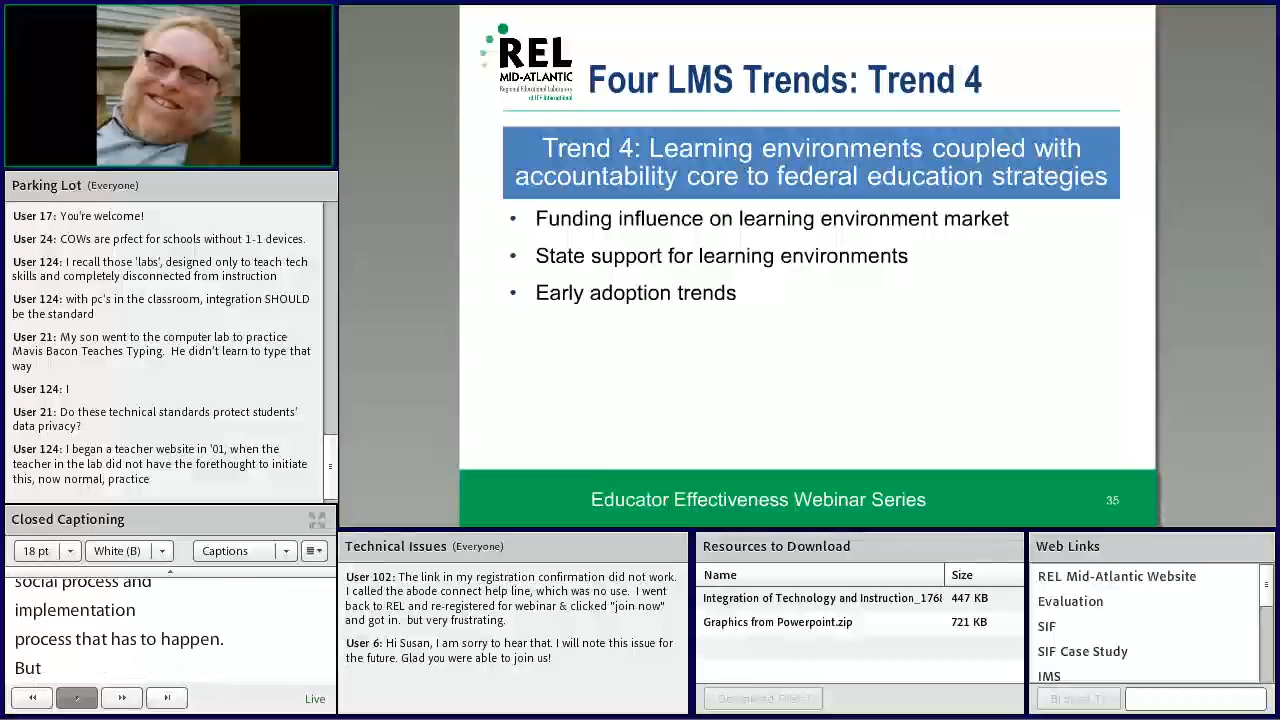 REL
MID-ATLANTIC
Regional Educational Laboratory
at ICF International
Four LMS Trends: Trend 4
Trend 4: Learning environments coupled with
accountability core to federal education strategies
• Funding influence on learning environment market
• State support for learning environments
• Early adoption trends
Educator Effectiveness Webinar Series
35
Parking Lot (Everyone)
User 17: You're welcome!
User 24: COWs are prfect for schools without 1-1 devices.
User 124: I recall those 'labs', designed only to teach tech
skills and completely disconnected from instruction
User 124: with pc's in the classroom, integration SHOULD
be the standard
User 21: My son went to the computer lab to practice
Mavis Bacon Teaches Typing. He didn't learn to type that
way
User 124: I
User 21: Do these technical standards protect students'
data privacy?
User 124: I began a teacher website in '01, when the
teacher in the lab did not have the forethought to initiate
this, now normal, practice
Closed Captioning
18 pt
White (B)
Captions
social process and
implementation
process that has to happen.
But
Live
Technical Issues (Everyone)
User 102: The link in my registration confirmation did not work.
I called the abode connect help line, which was no use. I went
back to REL and re-registered for webinar & clicked "join now"
and got in. but very frustrating.
User 6: Hi Susan, I am sorry to hear that. I will note this issue for
the future. Glad you were able to join us!
Resources to Download
Name Size
Integration of Technology and Instruction_1768 447 KB
Graphics from Powerpoint.zip 721 KB
Web Links
REL Mid-Atlantic Website
Evaluation
SIF
SIF Case Study
IMS